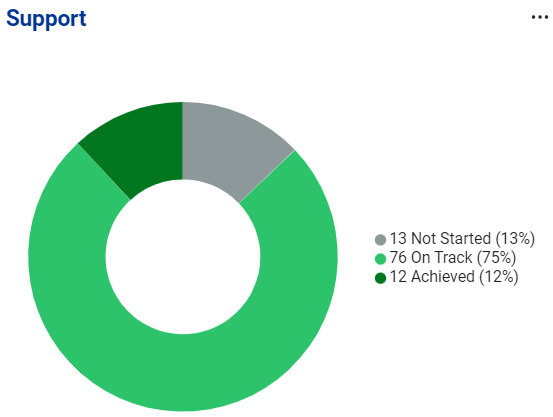 Support
13 Not Started (13%)
76 On Track (75%)
12 Achieved (12%)